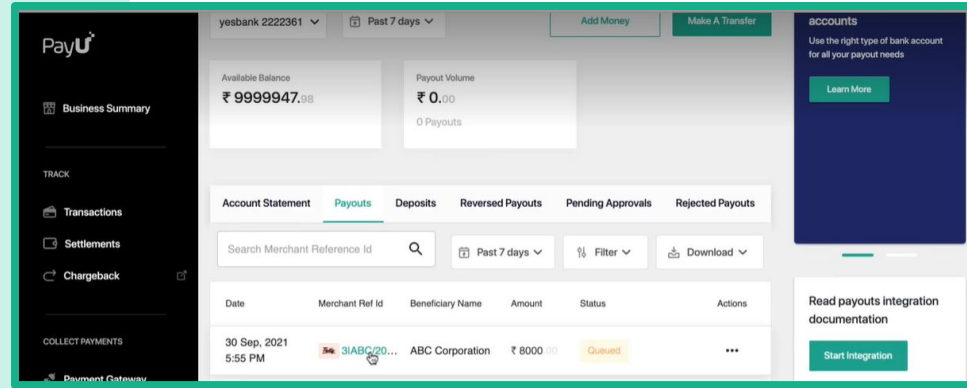 PayU
Business Summary
TRACK
Transactions
Settlements
Chargeback
COLLECT PAYMENTS
Payment Gateway
yesbank 2222361
Past 7 days
Add Money
Make A Transfer
Available Balance
₹ 9999947.98
Payout Volume
₹ 0.00
0 Payouts
Account Statement Payouts Deposits Reversed Payouts Pending Approvals Rejected Payouts
Search Merchant Reference Id
Past 7 days
Filter
Download
Date Merchant Ref Id Beneficiary Name Amount Status Actions
30 Sep, 2021
5:55 PM
3IABC/20... ABC Corporation ₹ 8000.00 Queued
accounts
Use the right type of bank account
for all your payout needs
Learn More
Read payouts integration
documentation
Start Integration